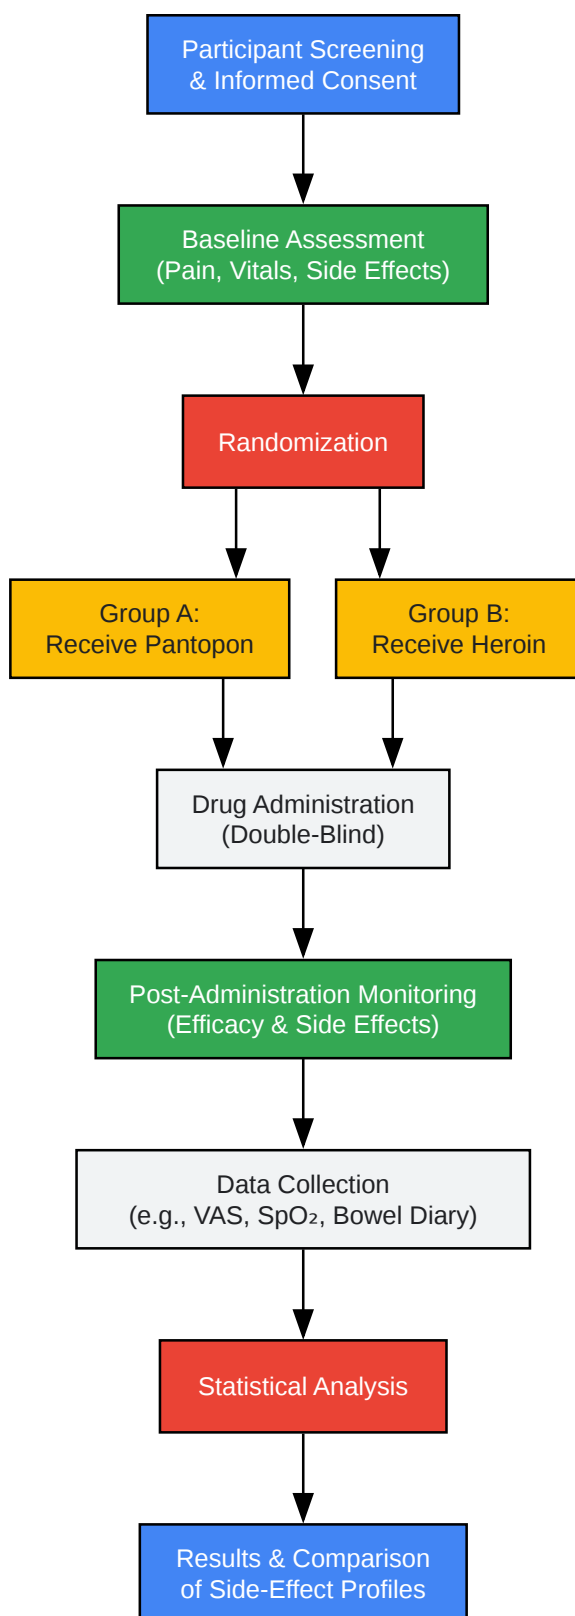 Participant Screening
& Informed Consent
Baseline Assessment
(Pain, Vitals, Side Effects)
Randomization
Group A:
Receive Pantopon
Group B:
Receive Heroin
Drug Administration
(Double-Blind)
Post-Administration Monitoring
(Efficacy & Side Effects)
Data Collection
(e.g., VAS, SpO₂, Bowel Diary)
Statistical Analysis
Results & Comparison
of Side-Effect Profiles